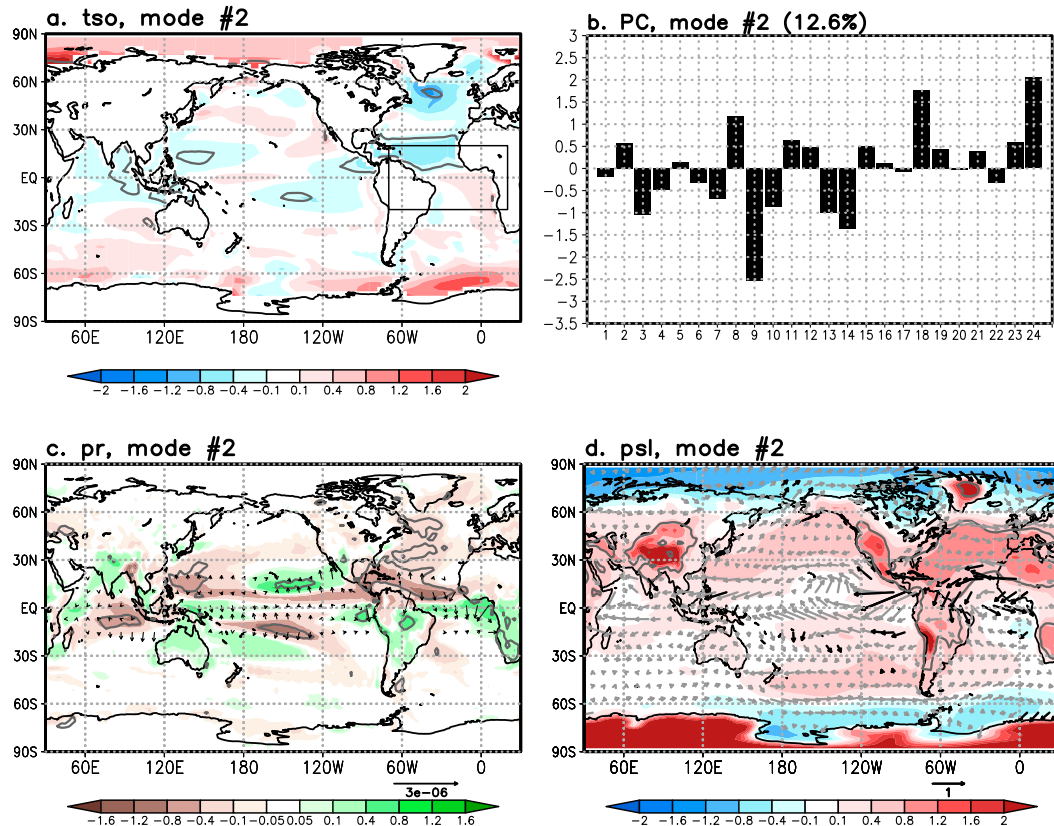 a. tso, mode #2
90N
60N
30N
EQ
30S
60S
90S
60E 120E 180 120W 60W 0
-2 -1.6 -1.2 -0.8 -0.4 -0.1 0.1 0.4 0.8 1.2 1.6 2
b. PC, mode #2 (12.6%)
3
2.5
2
1.5
1
0.5
0
-0.5
-1
-1.5
-2
-2.5
-3
-3.5
1 2 3 4 5 6 7 8 9 10 11 12 13 14 15 16 17 18 19 20 21 22 23 24
c. pr, mode #2
90N
60N
30N
EQ
30S
60S
90S
60E 120E 180 120W 60W 0
3e-06
-1.6 -1.2 -0.8 -0.4 -0.1 -0.05 0.05 0.1 0.4 0.8 1.2 1.6
d. psl, mode #2
90N
60N
30N
EQ
30S
60S
90S
60E 120E 180 120W 60W 0
1
-2 -1.6 -1.2 -0.8 -0.4 -0.1 0.1 0.4 0.8 1.2 1.6 2